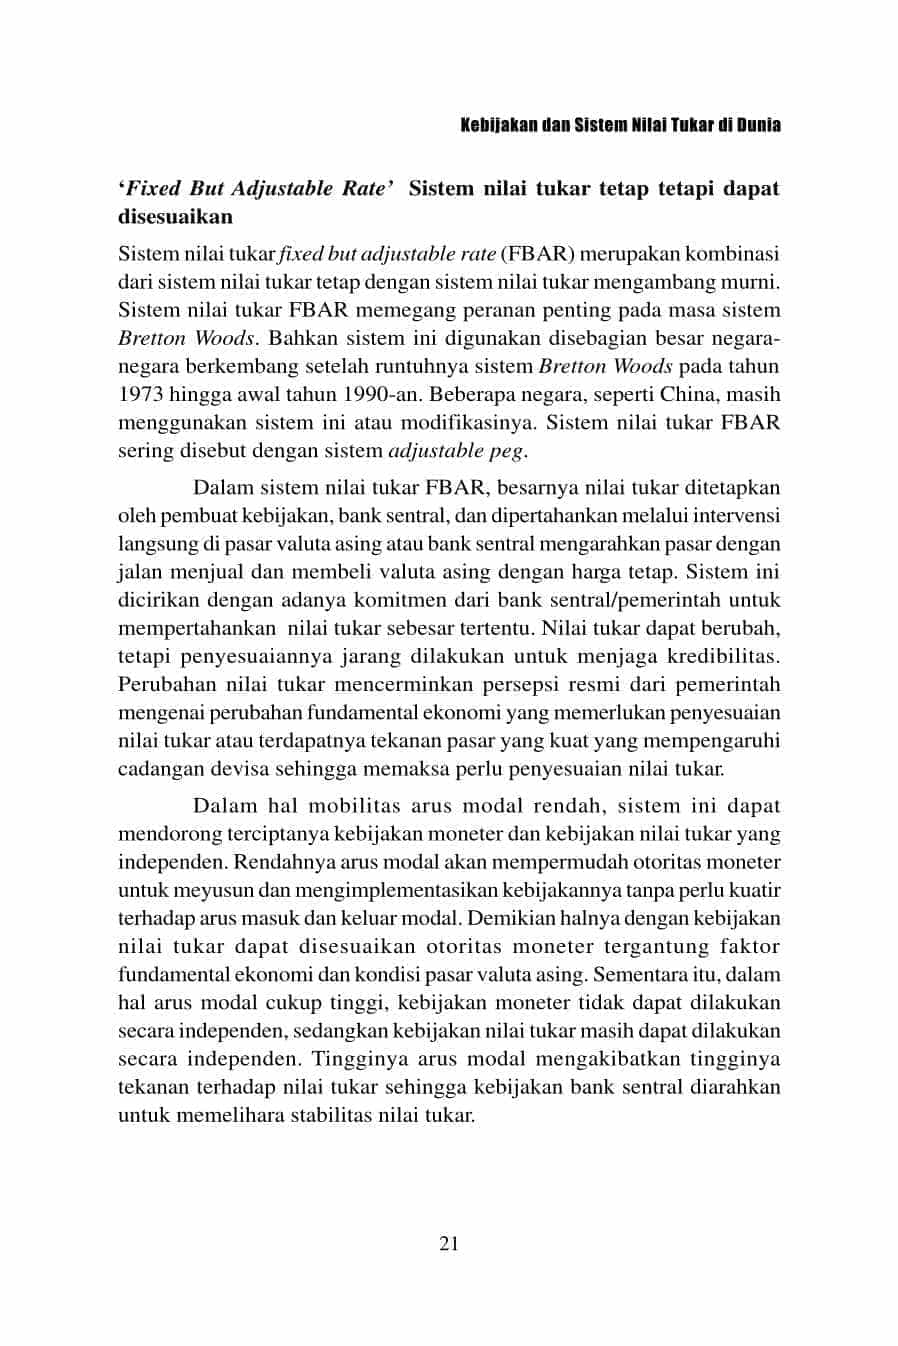 Kebijakan dan Sistem Nilai Tukar di Dunia
‘Fixed But Adjustable Rate’ Sistem nilai tukar tetap tetapi dapat
disesuaikan
Sistem nilai tukar fixed but adjustable rate (FBAR) merupakan kombinasi
dari sistem nilai tukar tetap dengan sistem nilai tukar mengambang murni.
Sistem nilai tukar FBAR memegang peranan penting pada masa sistem
Bretton Woods. Bahkan sistem ini digunakan disebagian besar negara-
negara berkembang setelah runtuhnya sistem Bretton Woods pada tahun
1973 hingga awal tahun 1990-an. Beberapa negara, seperti China, masih
menggunakan sistem ini atau modifikasinya. Sistem nilai tukar FBAR
sering disebut dengan sistem adjustable peg.
Dalam sistem nilai tukar FBAR, besarnya nilai tukar ditetapkan
oleh pembuat kebijakan, bank sentral, dan dipertahankan melalui intervensi
langsung di pasar valuta asing atau bank sentral mengarahkan pasar dengan
jalan menjual dan membeli valuta asing dengan harga tetap. Sistem ini
dicirikan dengan adanya komitmen dari bank sentral/pemerintah untuk
mempertahankan nilai tukar sebesar tertentu. Nilai tukar dapat berubah,
tetapi penyesuaiannya jarang dilakukan untuk menjaga kredibilitas.
Perubahan nilai tukar mencerminkan persepsi resmi dari pemerintah
mengenai perubahan fundamental ekonomi yang memerlukan penyesuaian
nilai tukar atau terdapatnya tekanan pasar yang kuat yang mempengaruhi
cadangan devisa sehingga memaksa perlu penyesuaian nilai tukar.
Dalam hal mobilitas arus modal rendah, sistem ini dapat
mendorong terciptanya kebijakan moneter dan kebijakan nilai tukar yang
independen. Rendahnya arus modal akan mempermudah otoritas moneter
untuk meyusun dan mengimplementasikan kebijakannya tanpa perlu kuatir
terhadap arus masuk dan keluar modal. Demikian halnya dengan kebijakan
nilai tukar dapat disesuaikan otoritas moneter tergantung faktor
fundamental ekonomi dan kondisi pasar valuta asing. Sementara itu, dalam
hal arus modal cukup tinggi, kebijakan moneter tidak dapat dilakukan
secara independen, sedangkan kebijakan nilai tukar masih dapat dilakukan
secara independen. Tingginya arus modal mengakibatkan tingginya
tekanan terhadap nilai tukar sehingga kebijakan bank sentral diarahkan
untuk memelihara stabilitas nilai tukar.
21